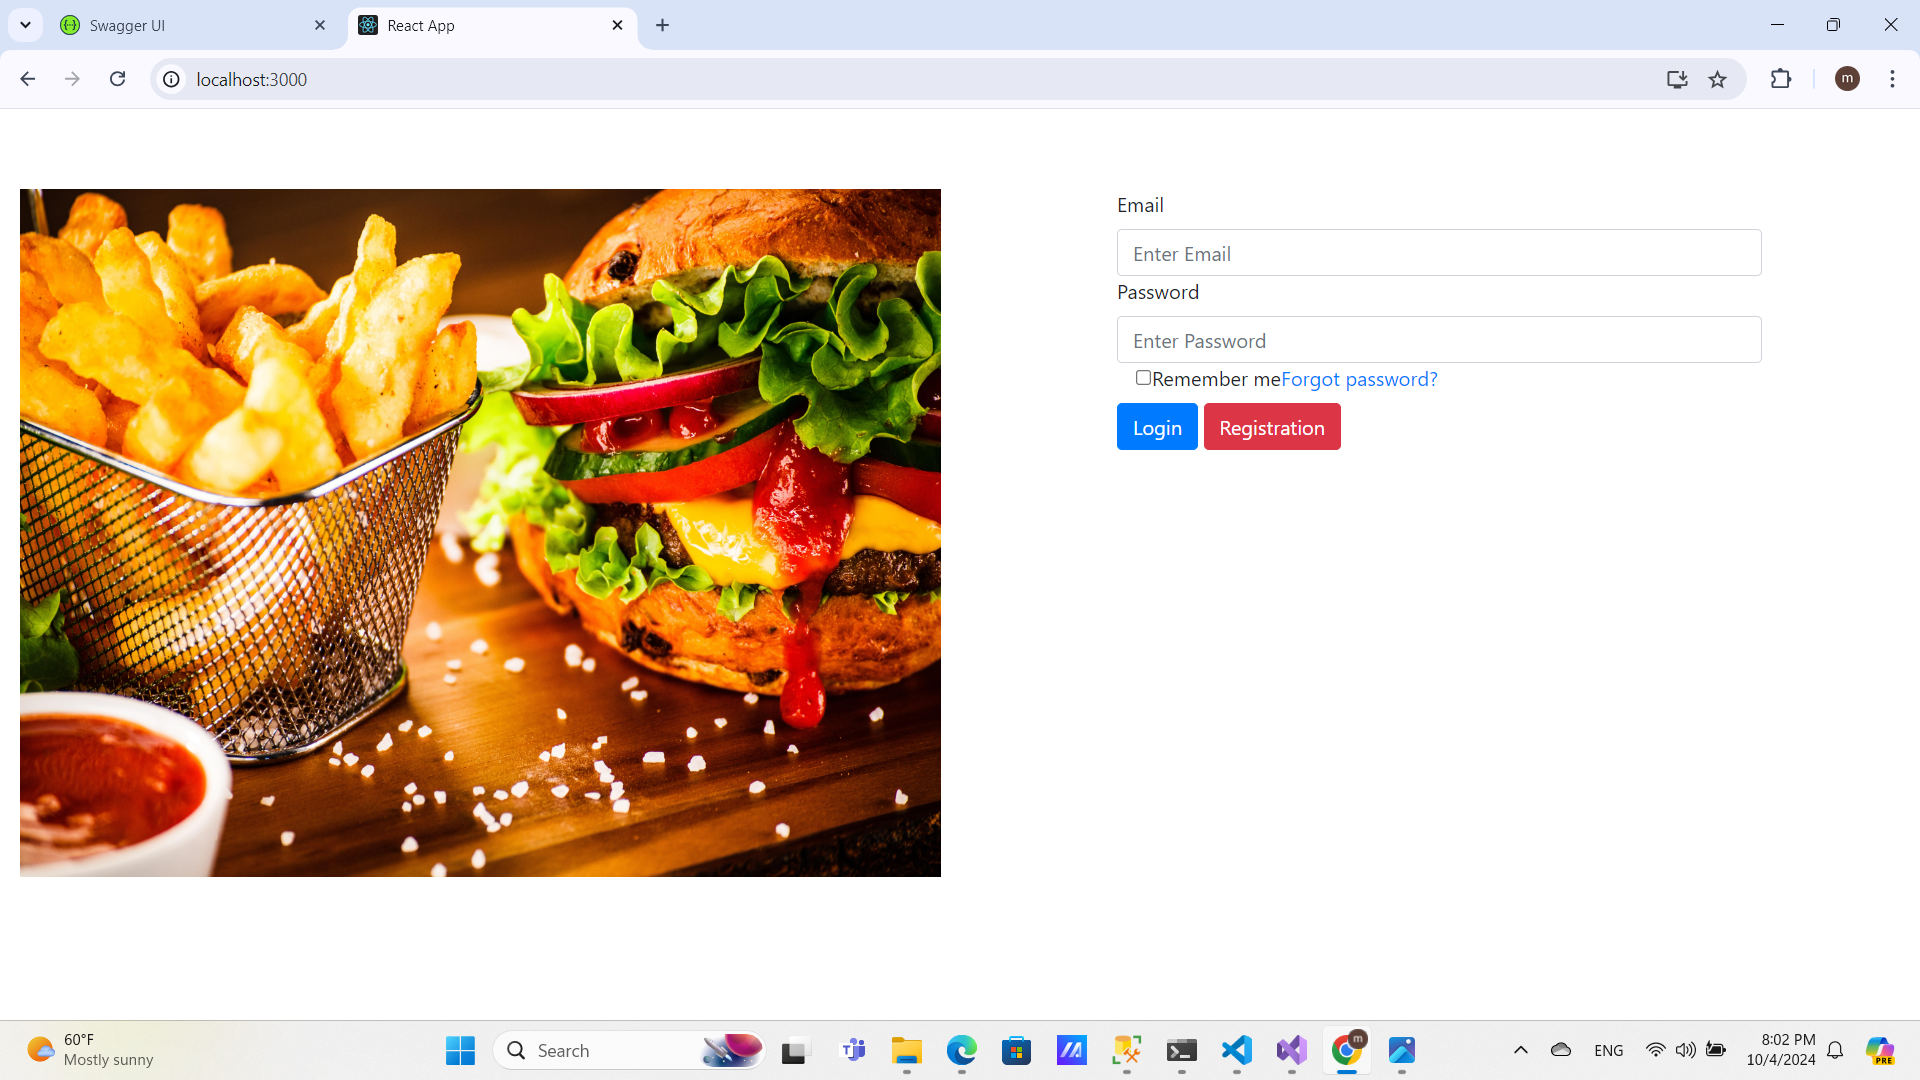 Swagger UI
React App
localhost:3000
m
Email
Enter Email
Password
Enter Password
Remember meForgot password?
Login Registration
60°F
Mostly sunny
Search
m
ENG
8:02 PM
10/4/2024
PRE